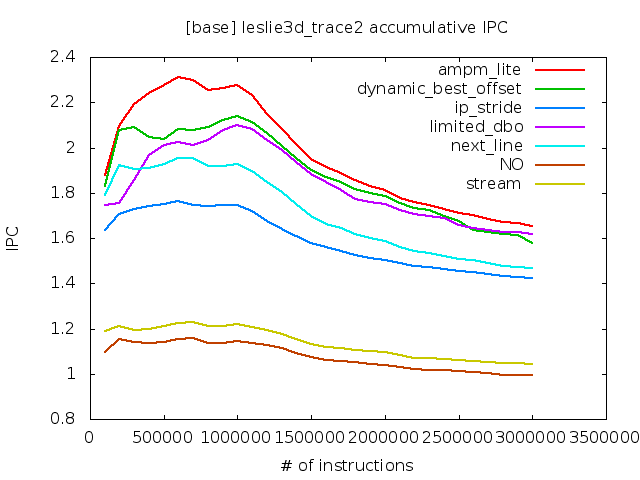 [base] leslie3d_trace2 accumulative IPC
2.4
2.2
2
1.8
1.6
1.4
1.2
1
0.8
IPC
ampm_lite
dynamic_best_offset
ip_stride
limited_dbo
next_line
NO
stream
0 500000 1000000 1500000 2000000 2500000 3000000 3500000
# of instructions